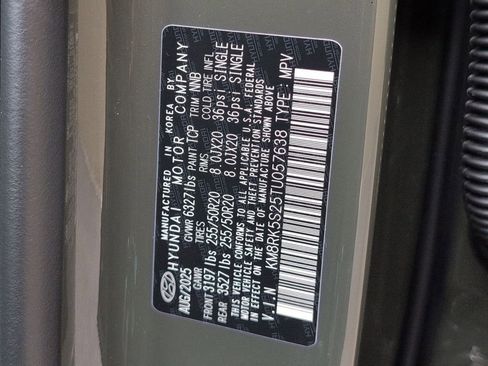 MANUFACTURED IN KOREA BY
HYUNDAI MOTOR COMPANY
AUG/2025 GVWR 6327lbs PAINT TCP TRIM NNB
GAWR TIRES RIMS COLD TIRE INFL
FRONT 3197lbs 255/50R20 8.0JX20 36psi SINGLE
REAR 3527lbs 255/50R20 8.0JX20 36psi SINGLE
THIS VEHICLE CONFORMS TO ALL APPLICABLE U.S.A. FEDERAL
MOTOR VEHICLE SAFETY AND THEFT PREVENTION STANDARDS
IN EFFECT ON THE DATE OF MANUFACTURE SHOWN ABOVE
V.I.N KM8RK5S25TU057638 TYPE: MPV